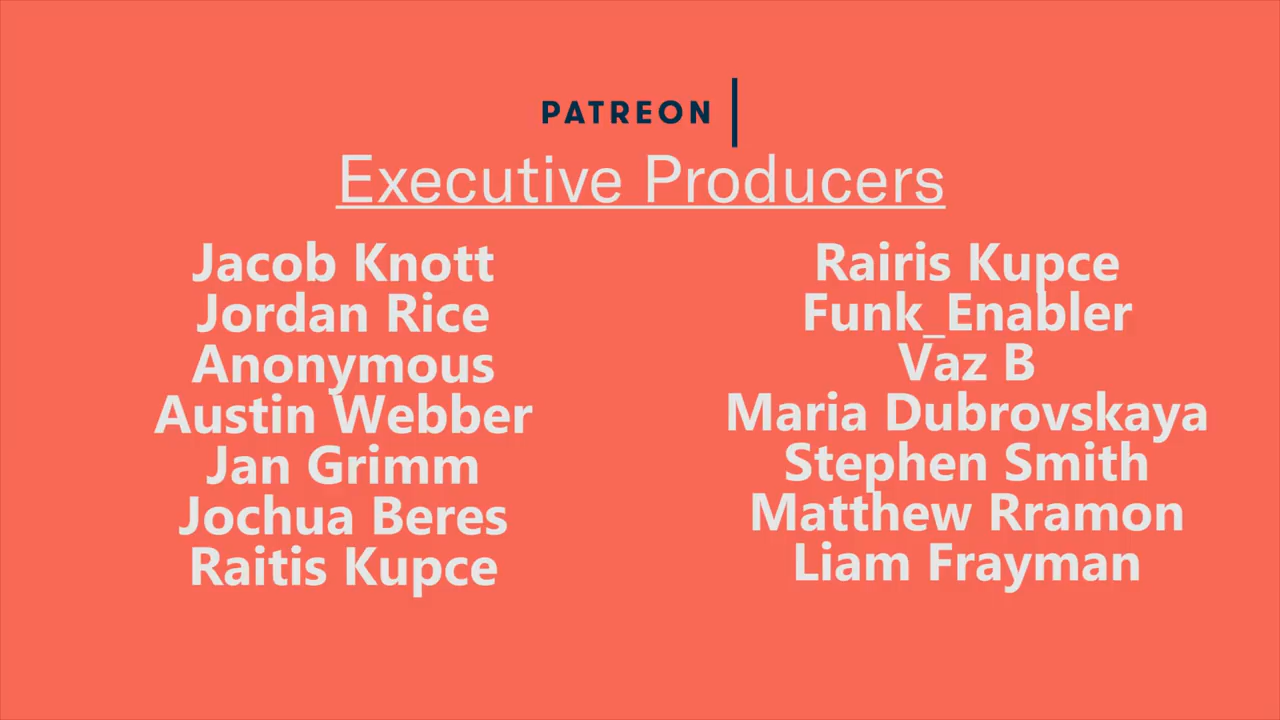 PATREON
Executive Producers
Jacob Knott
Jordan Rice
Anonymous
Austin Webber
Jan Grimm
Jochua Beres
Raitis Kupce
Rairis Kupce
Funk_Enabler
Vaz B
Maria Dubrovskaya
Stephen Smith
Matthew Rramon
Liam Frayman